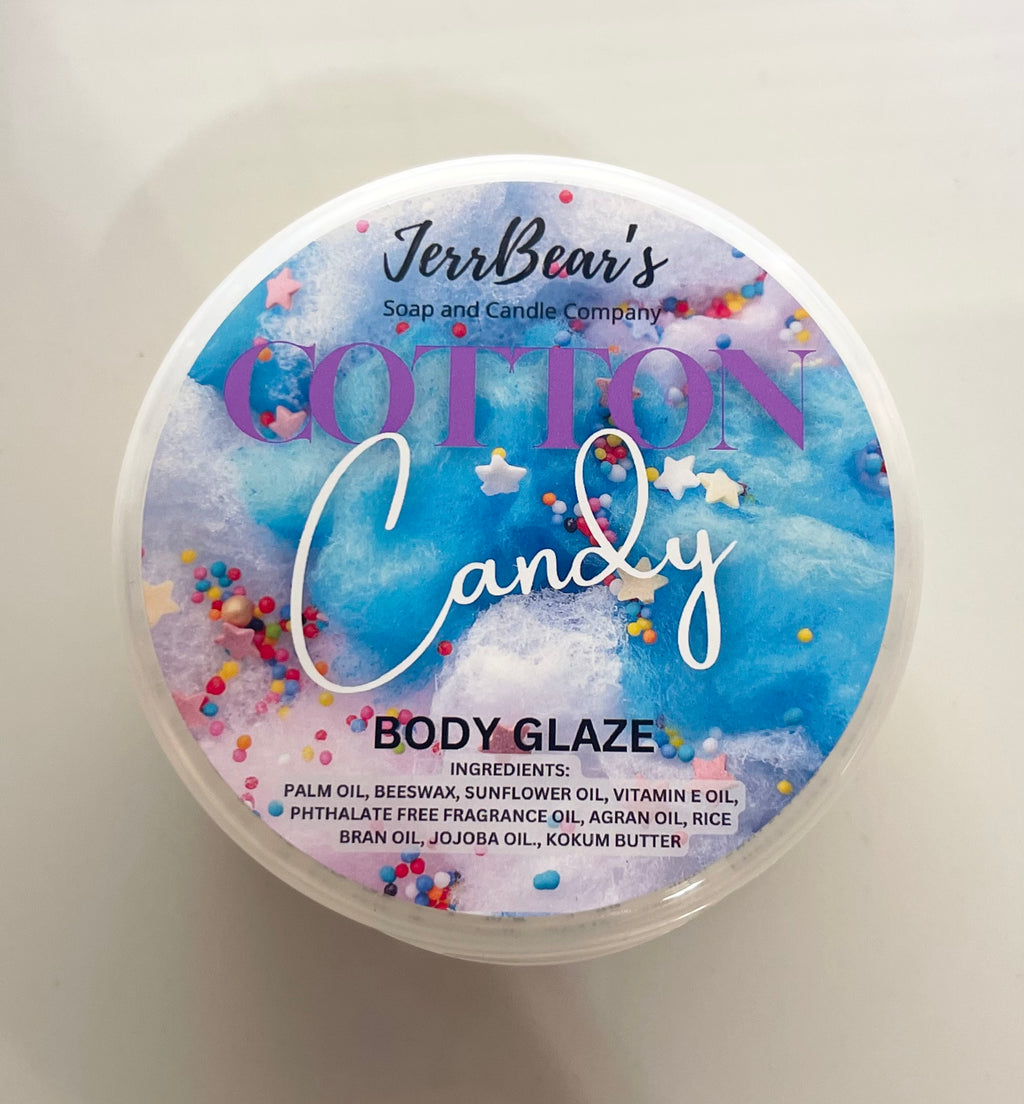 JerrBear's
Soap and Candle Company
COTTON
Candy
BODY GLAZE
INGREDIENTS:
PALM OIL, BEESWAX, SUNFLOWER OIL, VITAMIN E OIL,
PHTHALATE FREE FRAGRANCE OIL, AGRAN OIL, RICE
BRAN OIL, JOJOBA OIL., KOKUM BUTTER